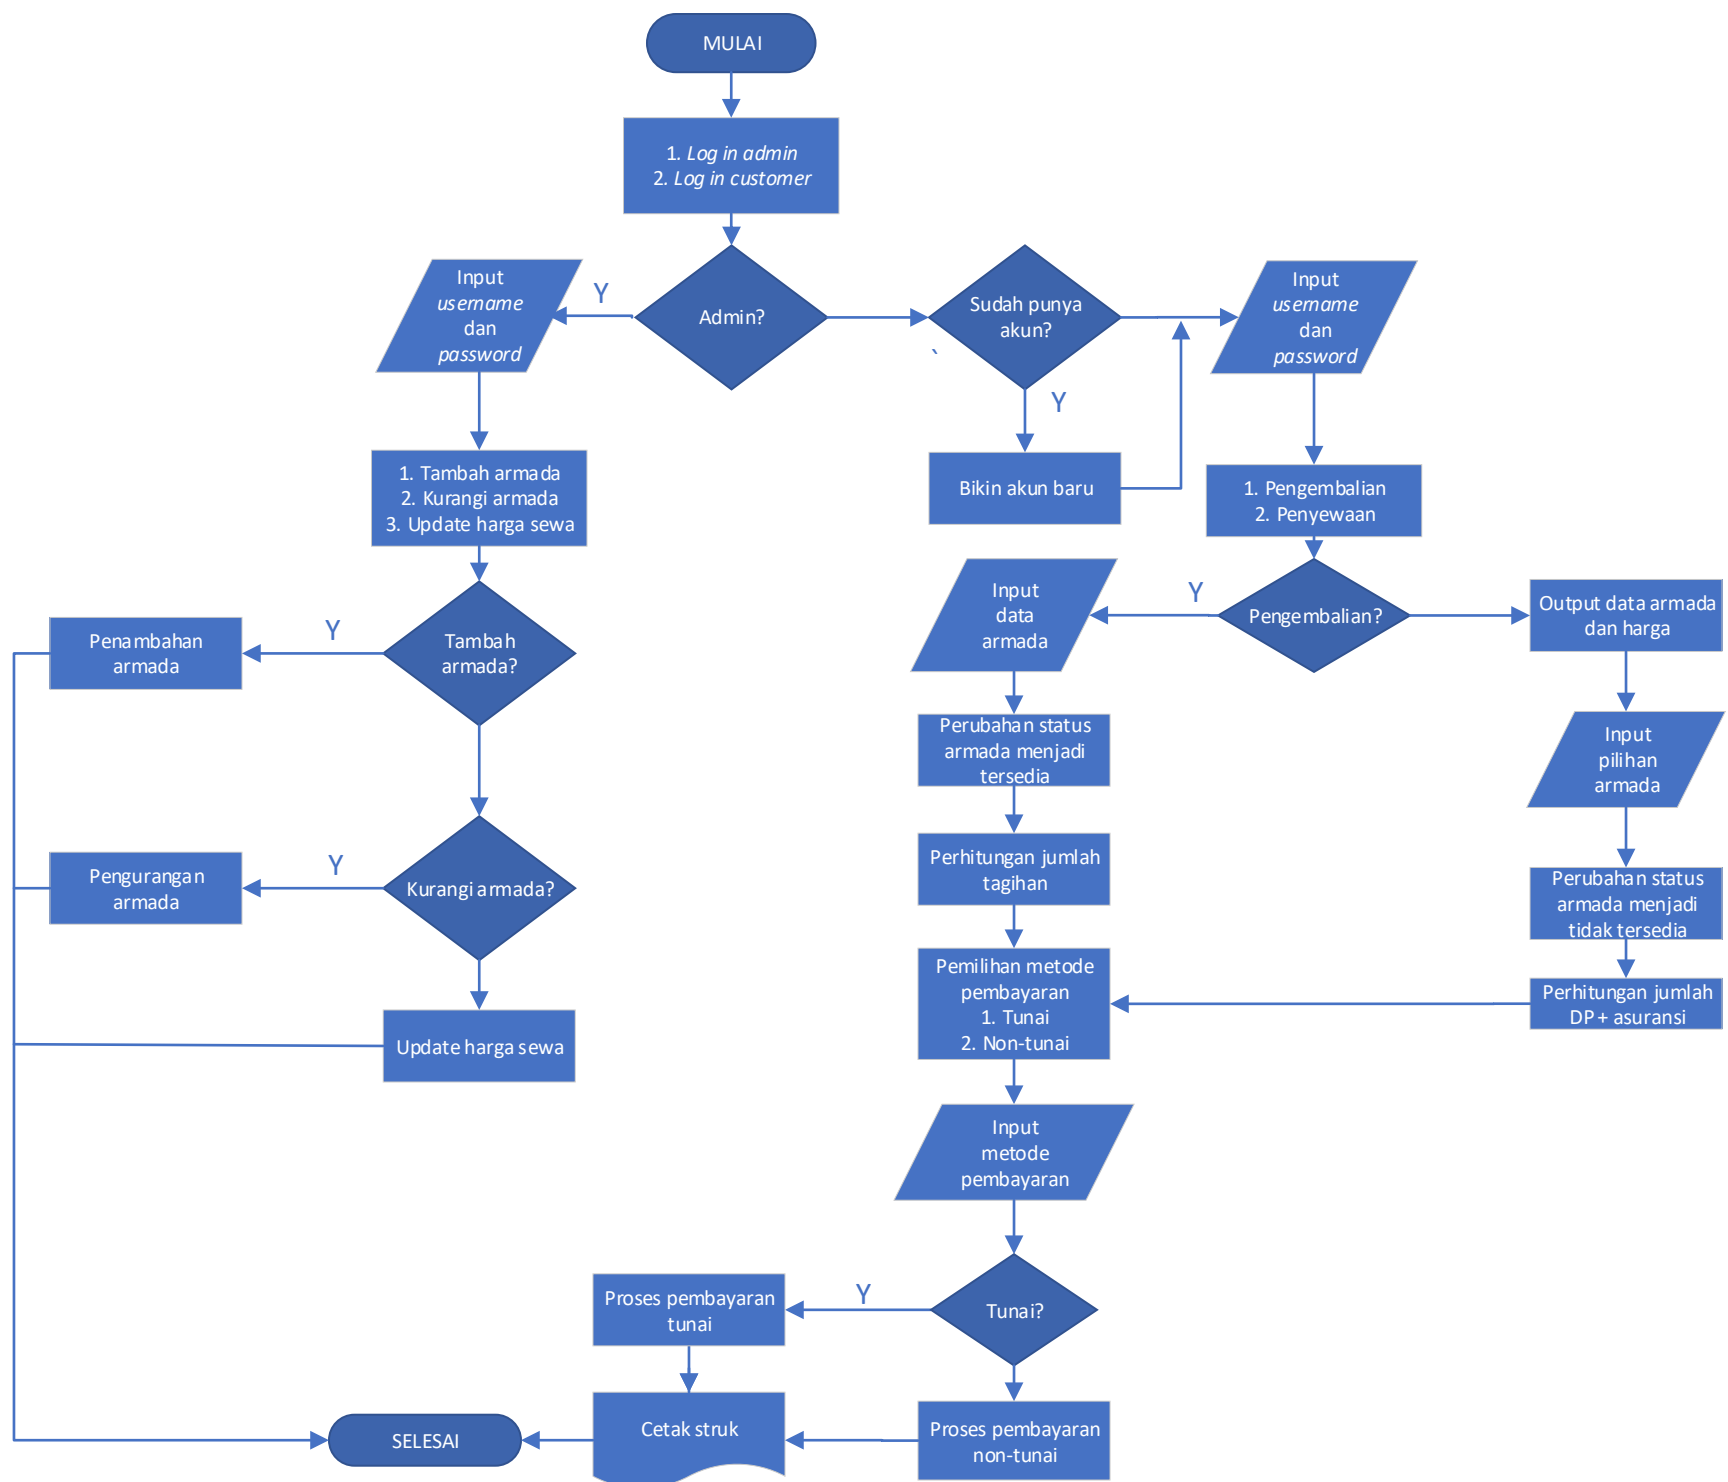 MULAI
1. Log in admin
2. Log in customer
Admin?
Y
Input
username
dan
password
Sudah punya
akun?
`
Y
Bikin akun baru
Input
username
dan
password
1. Tambah armada
2. Kurangi armada
3. Update harga sewa
Tambah
armada?
Y
Penambahan
armada
Kurangi armada?
Y
Pengurangan
armada
Update harga sewa
1. Pengembalian
2. Penyewaan
Pengembalian?
Y
Input
data
armada
Perubahan status
armada menjadi
tersedia
Perhitungan jumlah
tagihan
Output data armada
dan harga
Input
pilihan
armada
Perubahan status
armada menjadi
tidak tersedia
Perhitungan jumlah
DP + asuransi
Pemilihan metode
pembayaran
1. Tunai
2. Non-tunai
Input
metode
pembayaran
Tunai?
Y
Proses pembayaran
tunai
Proses pembayaran
non-tunai
Cetak struk
SELESAI